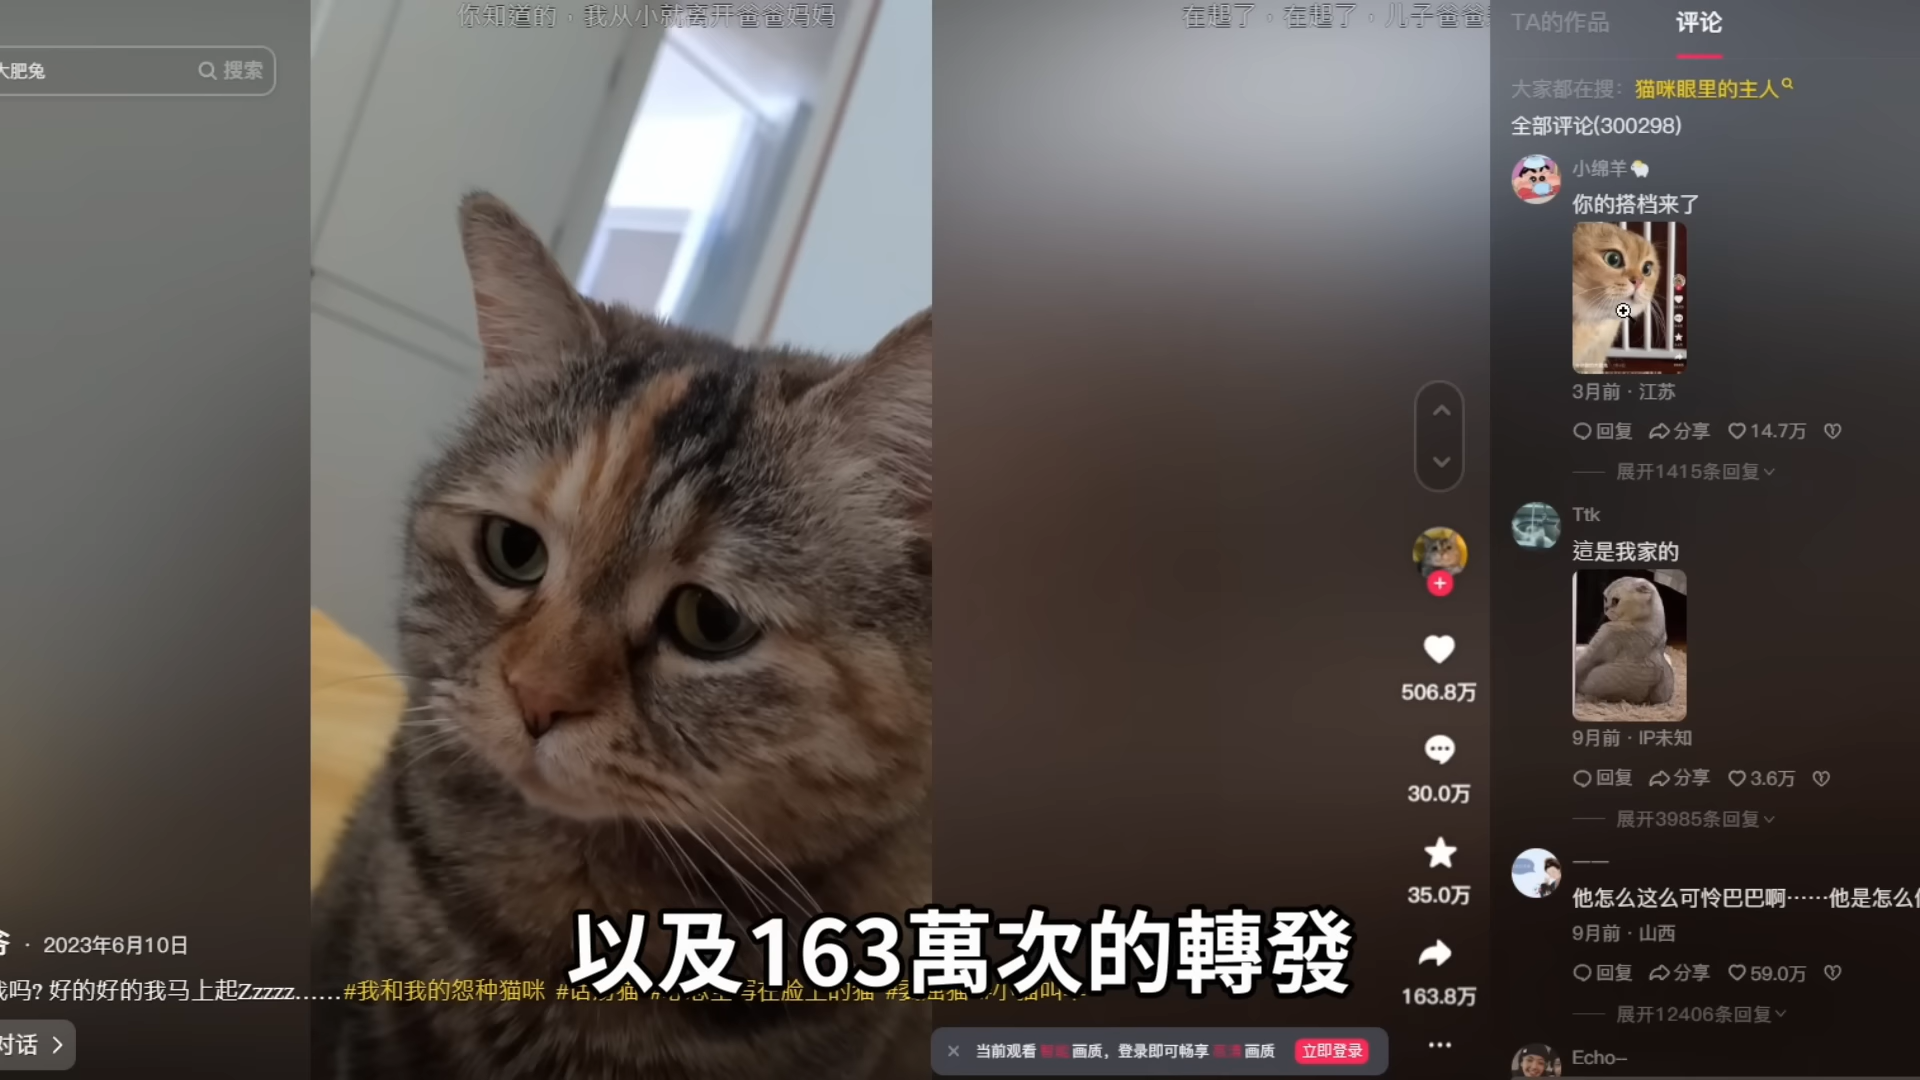 你知道的，我从小就离开爸爸妈妈
在起了，在起了，儿子爸爸
大肥兔
搜索
TA的作品
评论
大家都在搜：猫咪眼里的主人
全部评论(300298)
小绵羊
你的搭档来了
3月前 · 江苏
回复 分享 14.7万
展开1415条回复
Ttk
這是我家的
9月前 · IP未知
回复 分享 3.6万
展开3985条回复
——
他怎么这么可怜巴巴啊……他是怎么
9月前 · 山西
回复 分享 59.0万
展开12406条回复
Echo~
506.8万
30.0万
35.0万
163.8万
· 2023年6月10日
我吗? 好的好的我马上起Zzzzz……#我和我的怨种猫咪
以及163萬次的轉發
对话
当前观看 画质，登录即可畅享 画质 立即登录